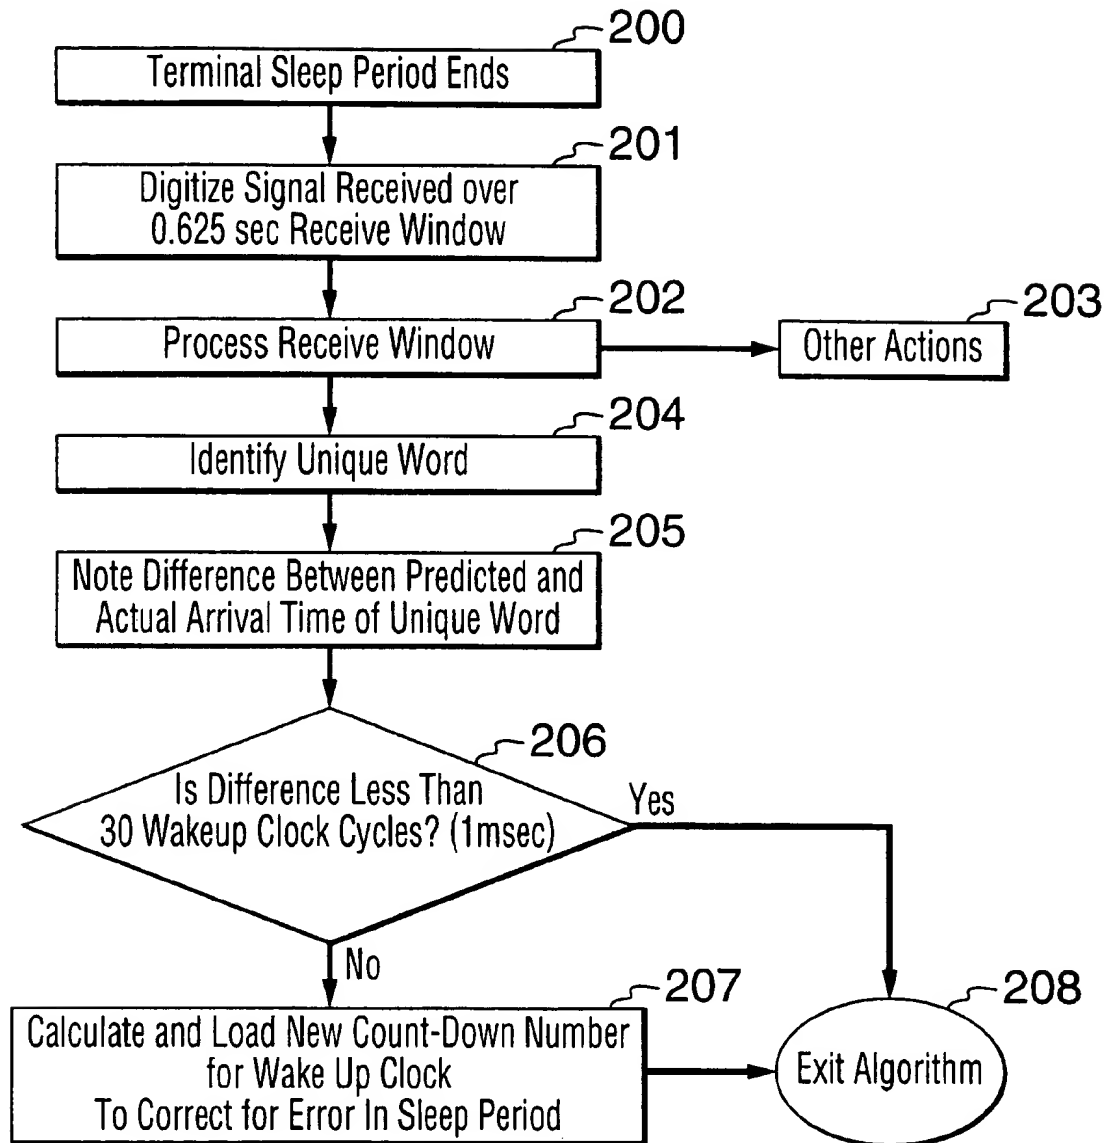 200
Terminal Sleep Period Ends
201
Digitize Signal Received over
0.625 sec Receive Window
202
Process Receive Window
203
Other Actions
204
Identify Unique Word
205
Note Difference Between Predicted and
Actual Arrival Time of Unique Word
206
Is Difference Less Than
30 Wakeup Clock Cycles? (1msec)
Yes
No
207
Calculate and Load New Count-Down Number
for Wake Up Clock
To Correct for Error In Sleep Period
208
Exit Algorithm